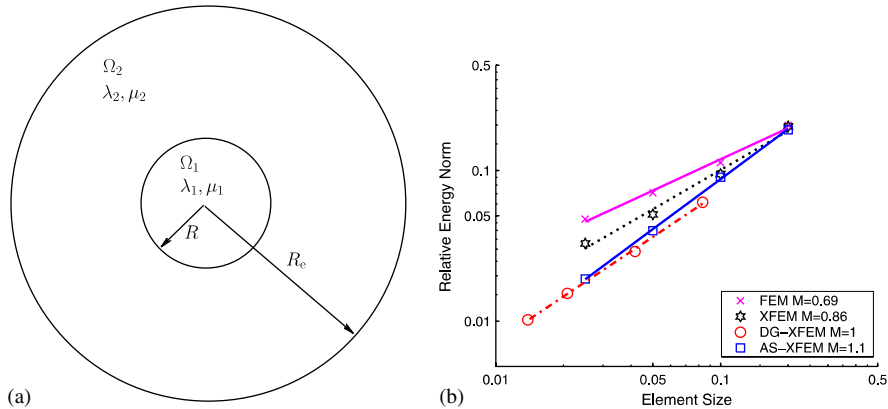 Ω₂
λ₂, μ₂
Ω₁
λ₁, μ₁
R
Rₑ
(a)
0.5
0.1
0.05
0.01
Relative Energy Norm
FEM M=0.69
XFEM M=0.86
DG−XFEM M=1
AS−XFEM M=1.1
0.01
0.05
0.1
0.5
Element Size
(b)